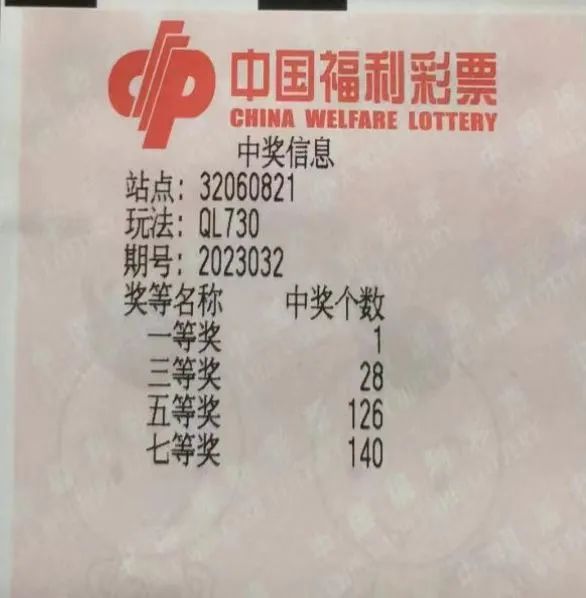 中国福利彩票
CHINA WELFARE LOTTERY
中奖信息
站点: 32060821
玩法: QL730
期号: 2023032
奖等名称 中奖个数
一等奖 1
三等奖 28
五等奖 126
七等奖 140